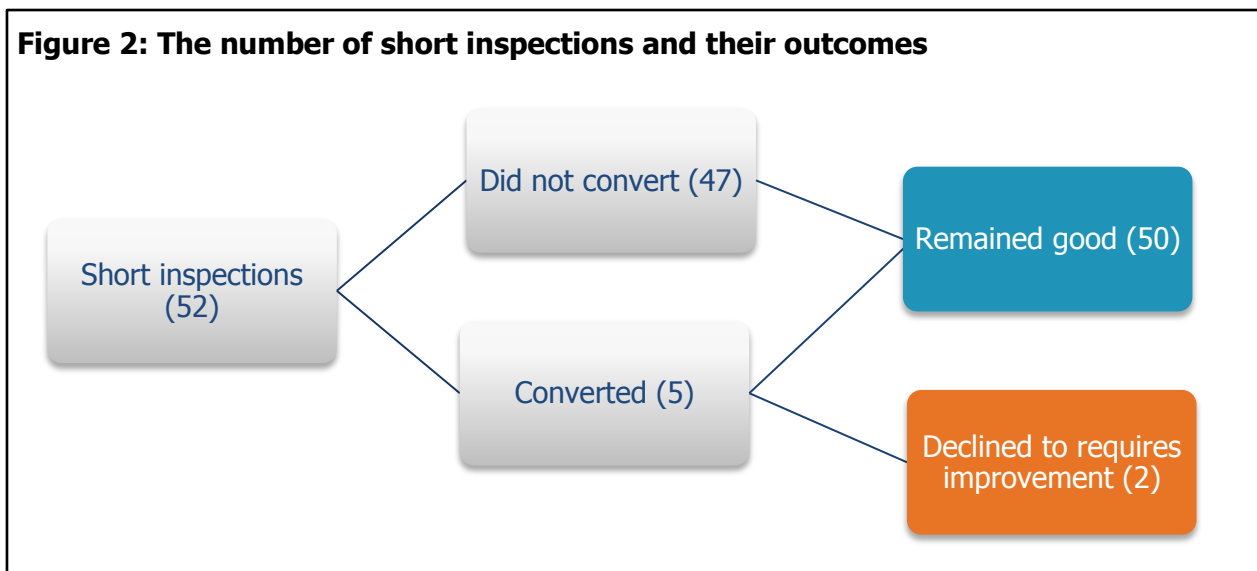 Figure 2: The number of short inspections and their outcomes
Did not convert (47)
Short inspections
(52)
Remained good (50)
Converted (5)
Declined to requires
improvement (2)